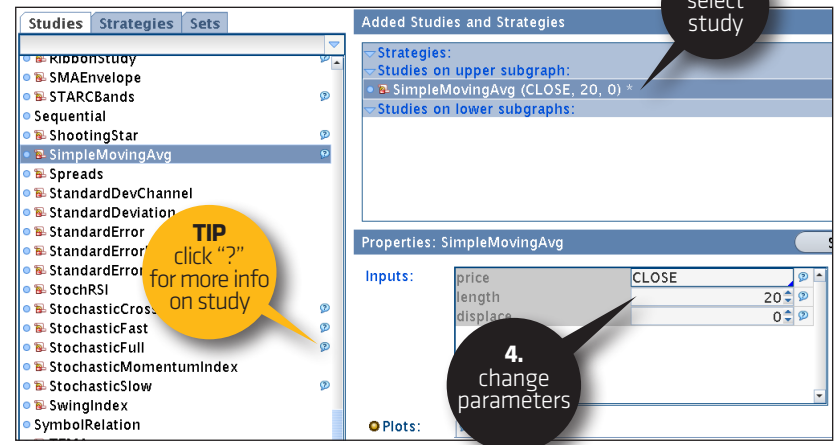 Studies Strategies Sets
RibbonStudy
SMAEnvelope
STARCBands
Sequential
ShootingStar
SimpleMovingAvg
Spreads
StandardDevChannel
StandardDeviation
StandardError
StandardError
StandardError
StochRSI
StochasticCross
StochasticFast
StochasticFull
StochasticMomentumIndex
StochasticSlow
SwingIndex
SymbolRelation
TIP
click “?”
for more info
on study
select
study
Added Studies and Strategies
Strategies:
Studies on upper subgraph:
SimpleMovingAvg (CLOSE, 20, 0) *
Studies on lower subgraphs:
Properties: SimpleMovingAvg
Inputs:
price CLOSE
length 20
displace 0
4.
change
parameters
Plots: